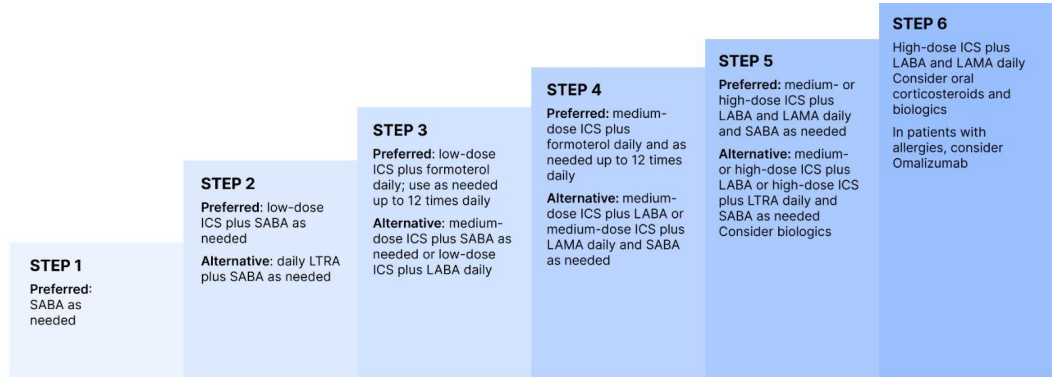 STEP 1
Preferred:
SABA as
needed
STEP 2
Preferred: low-dose
ICS plus SABA as
needed
Alternative: daily LTRA
plus SABA as needed
STEP 3
Preferred: low-dose
ICS plus formoterol
daily; use as needed
up to 12 times daily
Alternative: medium-
dose ICS plus SABA as
needed or low-dose
ICS plus LABA daily
STEP 4
Preferred: medium-
dose ICS plus
formoterol daily and as
needed up to 12 times
daily
Alternative: medium-
dose ICS plus LABA or
medium-dose ICS plus
LAMA daily and SABA
as needed
STEP 5
Preferred: medium- or
high-dose ICS plus
LABA and LAMA daily
and SABA as needed
Alternative: medium-
or high-dose ICS plus
LABA or high-dose ICS
plus LTRA daily and
SABA as needed
Consider biologics
STEP 6
High-dose ICS plus
LABA and LAMA daily
Consider oral
corticosteroids and
biologics
In patients with
allergies, consider
Omalizumab